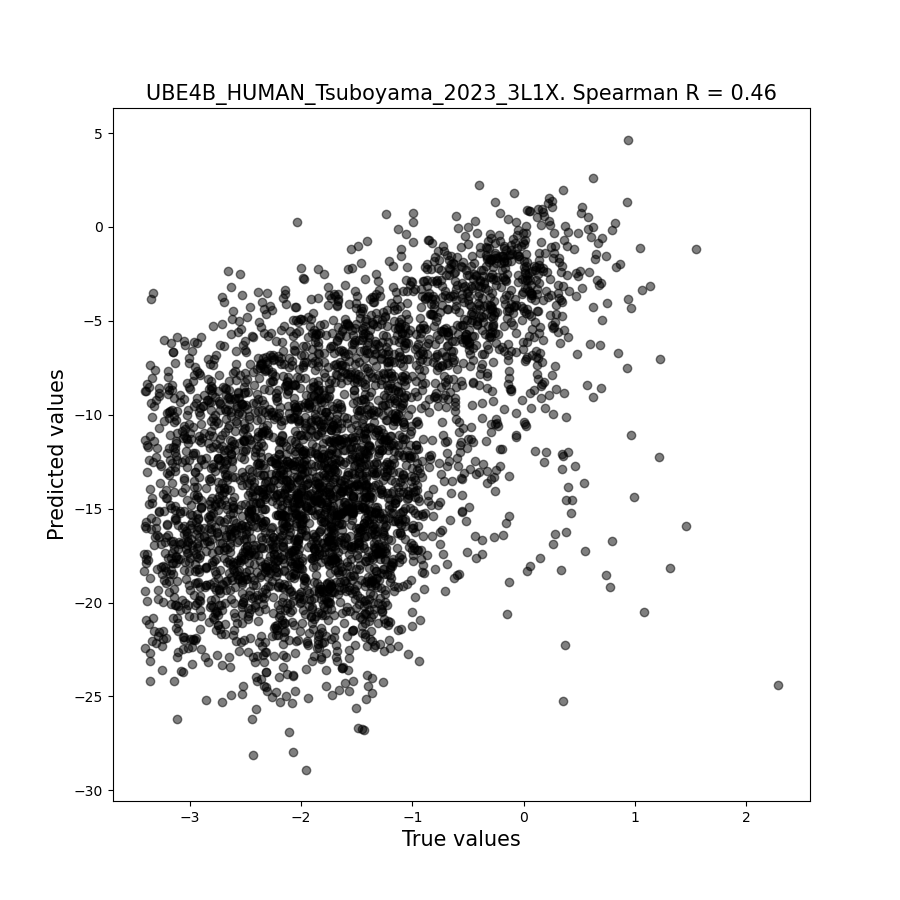 UBE4B_HUMAN_Tsuboyama_2023_3L1X. Spearman R = 0.46
5
0
−5
−10
−15
−20
−25
−30
Predicted values
−3 −2 −1 0 1 2
True values